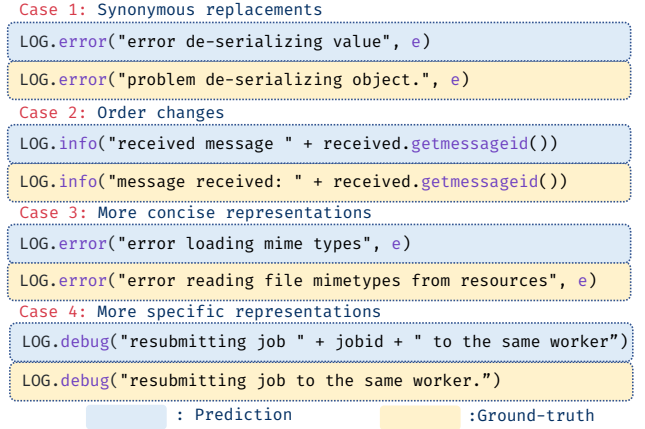 Case 1: Synonymous replacements
LOG.error("error de-serializing value", e)
LOG.error("problem de-serializing object.", e)
Case 2: Order changes
LOG.info("received message " + received.getmessageid())
LOG.info("message received: " + received.getmessageid())
Case 3: More concise representations
LOG.error("error loading mime types", e)
LOG.error("error reading file mimetypes from resources", e)
Case 4: More specific representations
LOG.debug("resubmitting job " + jobid + " to the same worker”)
LOG.debug("resubmitting job to the same worker.”)
: Prediction :Ground-truth